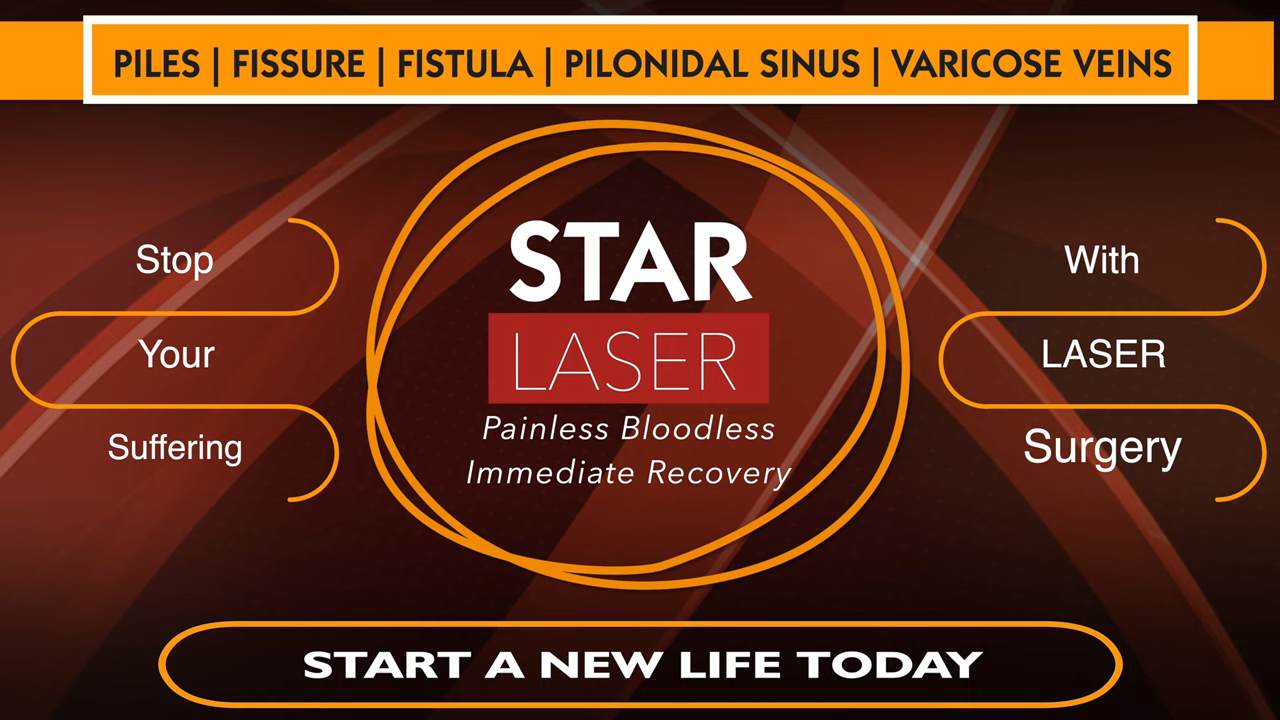 PILES | FISSURE | FISTULA | PILONIDAL SINUS | VARICOSE VEINS
Stop
Your
Suffering
STAR
LASER
Painless Bloodless
Immediate Recovery
With
LASER
Surgery
START A NEW LIFE TODAY